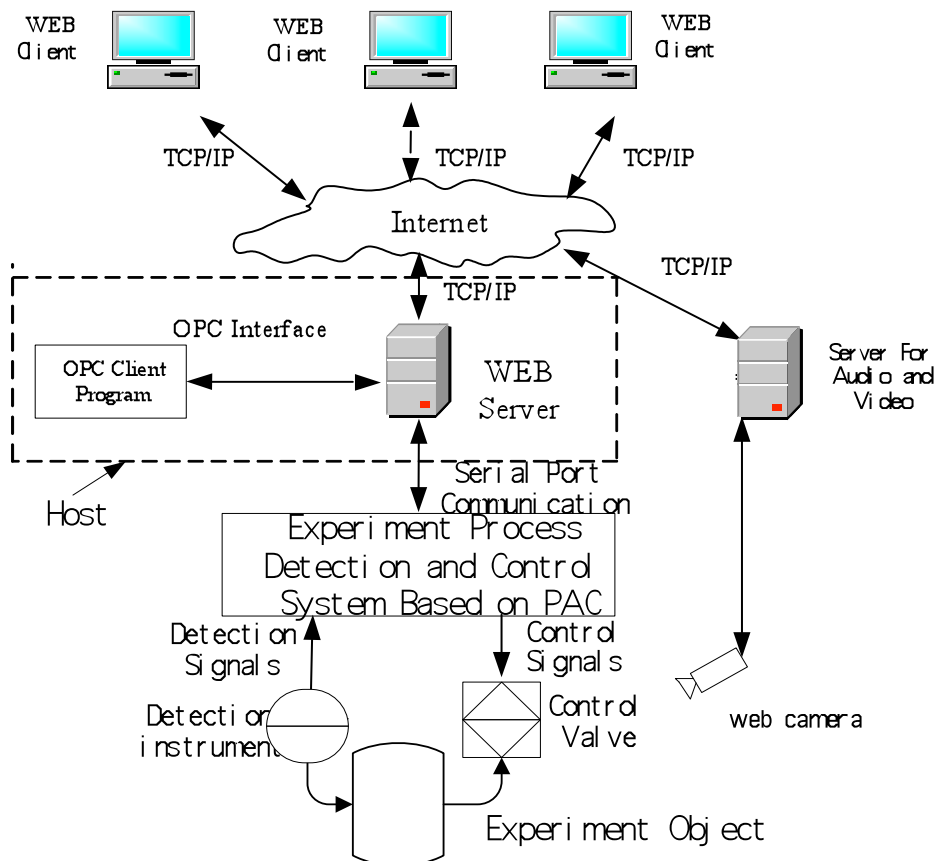 WEB
Client
WEB
Client
WEB
Client
TCP/IP
TCP/IP
TCP/IP
Internet
TCP/IP
TCP/IP
OPC Interface
OPC Client
Program
WEB
Server
Server For
Audio and
Video
Host
Serial Port
Communication
Experiment Process
Detection and Control
System Based on PAC
Detection
Signals
Control
Signals
Detection
instrument
Control
Valve
web camera
Experiment Object